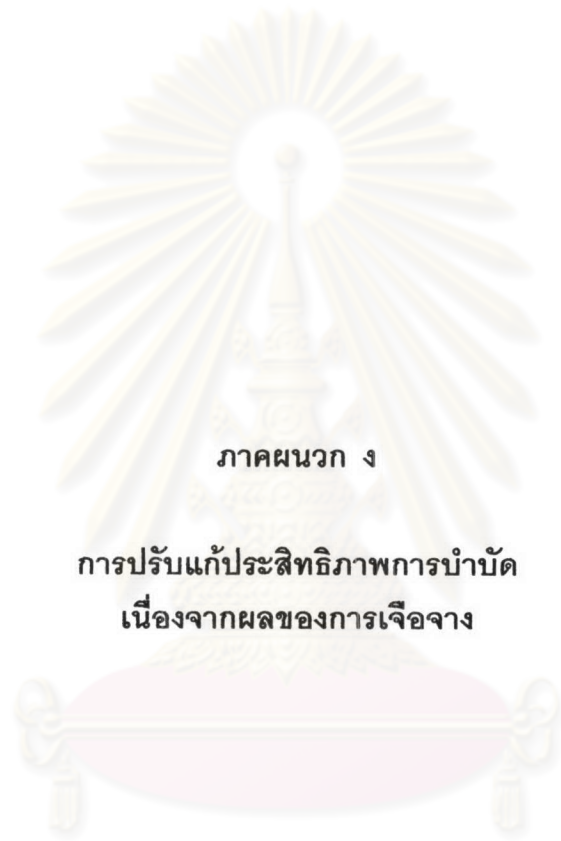 ภาคผนวก ง
การปรับแก้ประสิทธิภาพการบำบัด
เนื่องจากผลของการเจือจาง